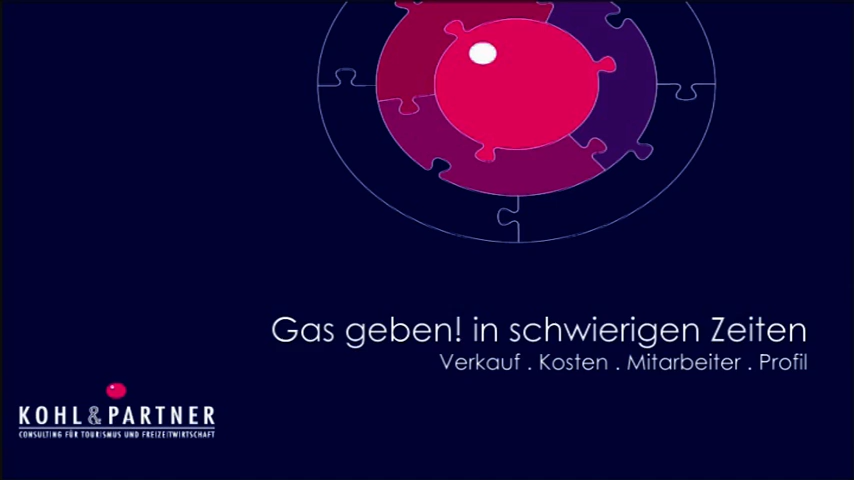 Gas geben! in schwierigen Zeiten
Verkauf . Kosten . Mitarbeiter . Profil
KOHL & PARTNER
CONSULTING FÜR TOURISMUS UND FREIZEITWIRTSCHAFT